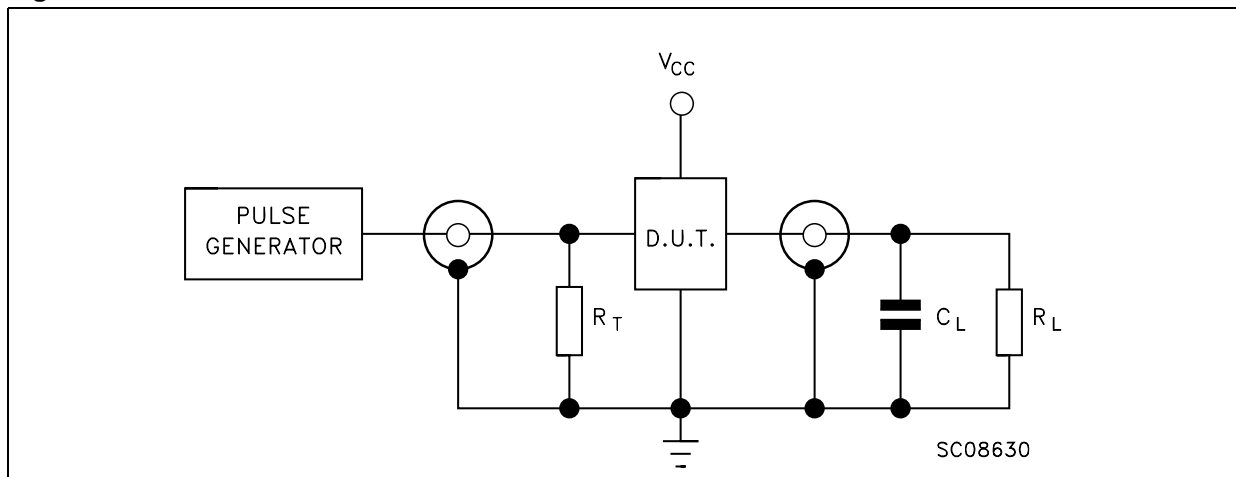 VCC
PULSE
GENERATOR
D.U.T.
RT
CL
RL
SC08630